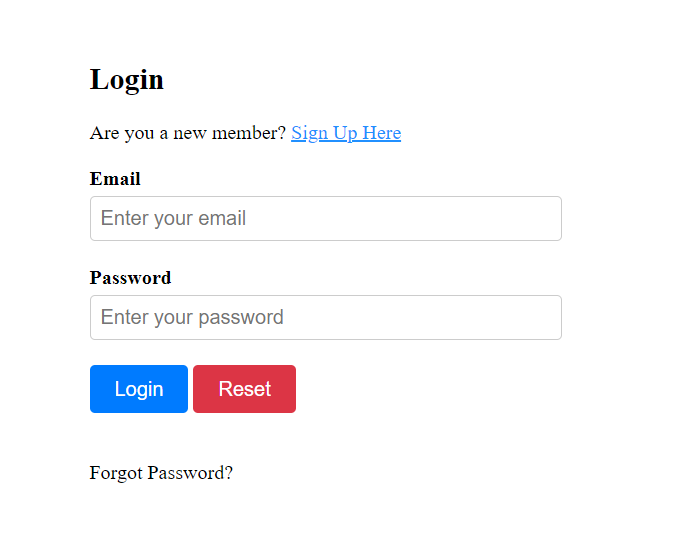 Login
Are you a new member? Sign Up Here
Email
Enter your email
Password
Enter your password
Login Reset
Forgot Password?